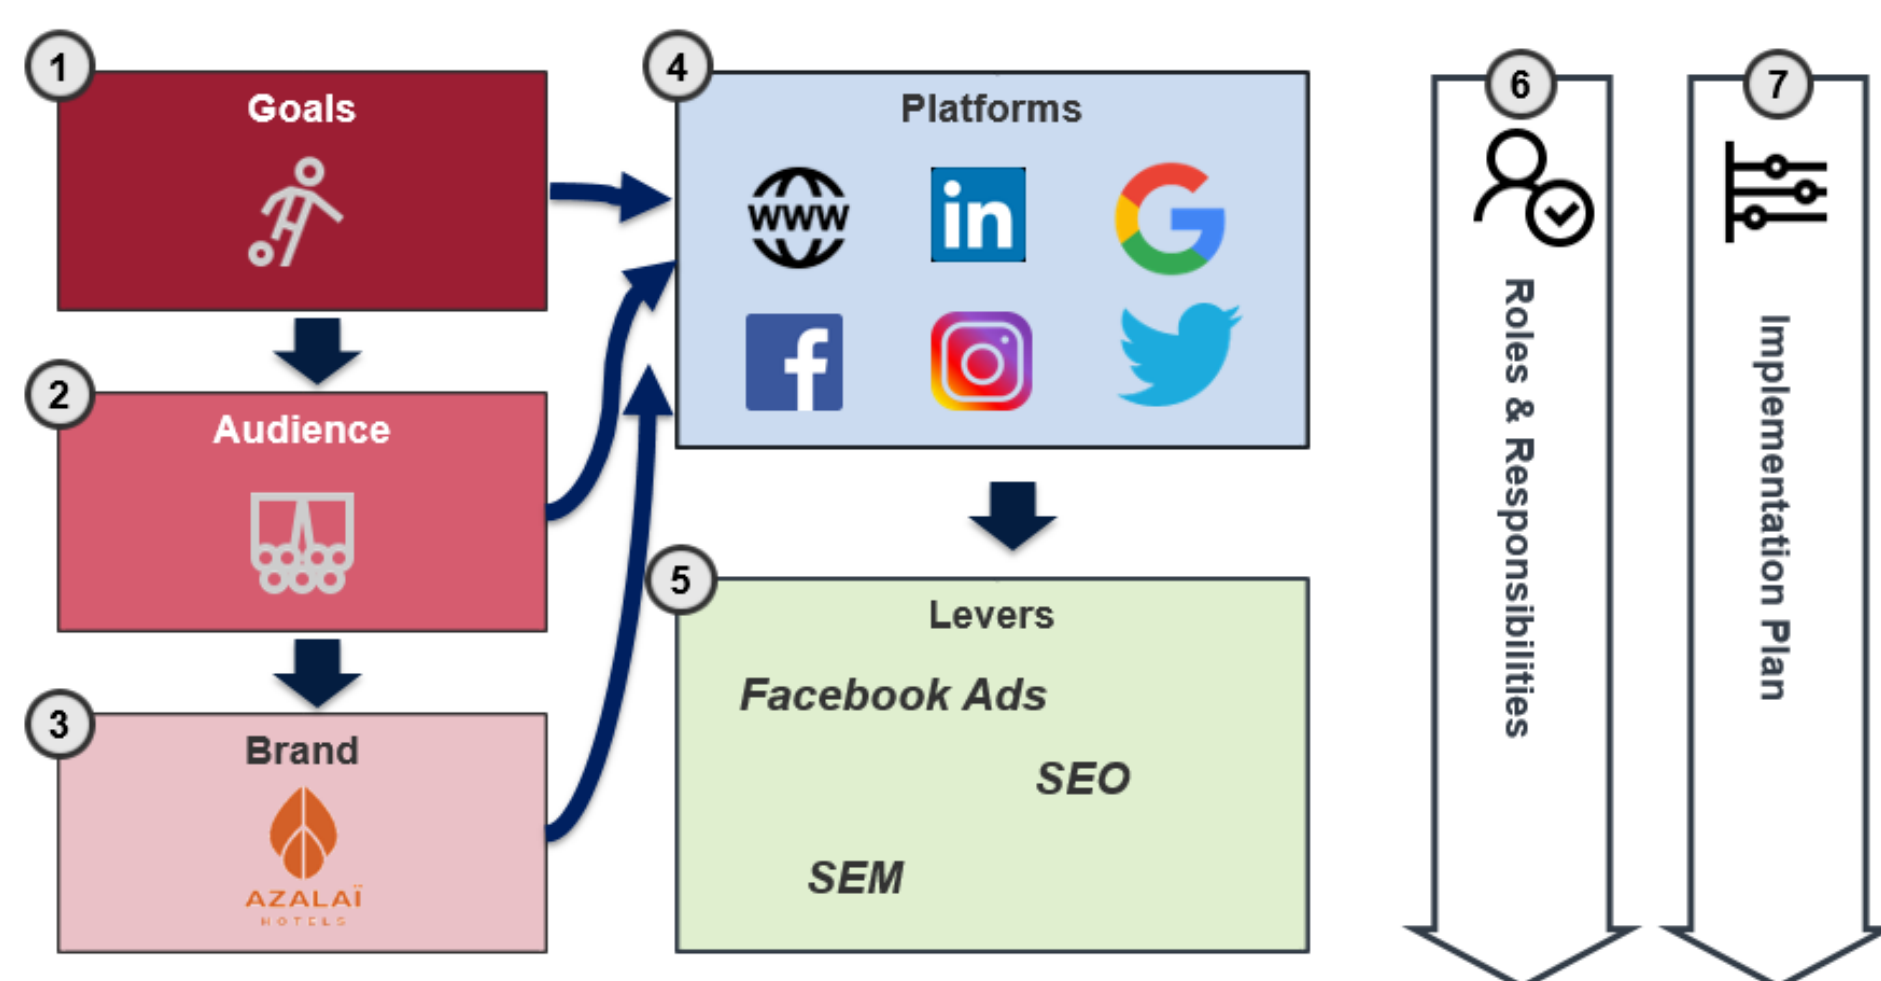 1
Goals
2
Audience
3
Brand
AZALAÏ
HOTELS
4
Platforms
www
in
G
f
5
Levers
Facebook Ads
SEO
SEM
6
Roles & Responsibilities
7
Implementation Plan